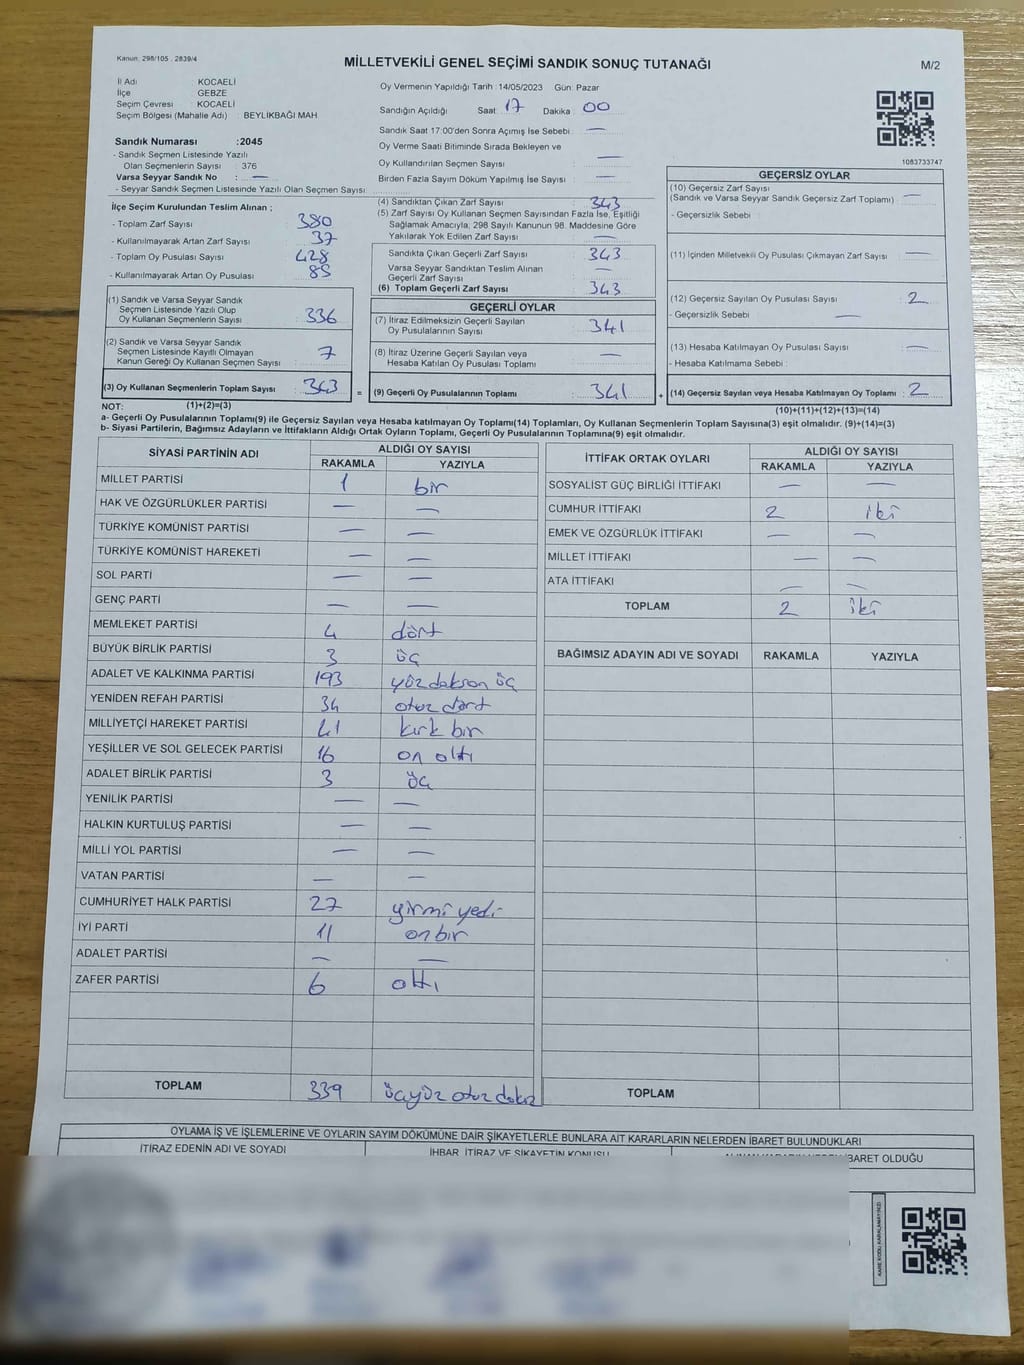 Kanun: 298/105 , 2839/4
MİLLETVEKİLİ GENEL SEÇİMİ SANDIK SONUÇ TUTANAĞI
M/2
İl Adı : KOCAELİ
İlçe : GEBZE
Seçim Çevresi : KOCAELİ
Seçim Bölgesi (Mahalle Adı) : BEYLİKBAĞI MAH.
Oy Vermenin Yapıldığı Tarih :14/05/2023 Gün: Pazar
Sandığın Açıldığı Saat: 17 Dakika : 00
Sandık Saat 17:00'den Sonra Açımış İse Sebebi : —
Oy Verme Saati Bitiminde Sırada Bekleyen ve
Oy Kullandırılan Seçmen Sayısı : —
Birden Fazla Sayım Döküm Yapılmış İse Sayısı : —
1083733747
Sandık Numarası :2045
- Sandık Seçmen Listesinde Yazılı
Olan Seçmenlerin Sayısı : 376
Varsa Seyyar Sandık No : —
- Seyyar Sandık Seçmen Listesinde Yazılı Olan Seçmen Sayısı:
İlçe Seçim Kurulundan Teslim Alınan ;
- Toplam Zarf Sayısı : 380
- Kullanılmayarak Artan Zarf Sayısı : 37
- Toplam Oy Pusulası Sayısı : 428
- Kullanılmayarak Artan Oy Pusulası : 85
(1) Sandık ve Varsa Seyyar Sandık
Seçmen Listesinde Yazılı Olup
Oy Kullanan Seçmenlerin Sayısı : 336
(2) Sandık ve Varsa Seyyar Sandık
Seçmen Listesinde Kayıtlı Olmayan
Kanun Gereği Oy Kullanan Seçmen Sayısı : 7
(3) Oy Kullanan Seçmenlerin Toplam Sayısı : 343
(1)+(2)=(3)
(4) Sandıktan Çıkan Zarf Sayısı : 343
(5) Zarf Sayısı Oy Kullanan Seçmen Sayısından Fazla İse, Eşitliği
Sağlamak Amacıyla; 298 Sayılı Kanunun 98. Maddesine Göre
Yakılarak Yok Edilen Zarf Sayısı : —
Sandıkta Çıkan Geçerli Zarf Sayısı : 343
Varsa Seyyar Sandıktan Teslim Alınan
Geçerli Zarf Sayısı : —
(6) Toplam Geçerli Zarf Sayısı : 343
GEÇERLİ OYLAR
(7) İtiraz Edilmeksizin Geçerli Sayılan
Oy Pusulalarının Sayısı : 341
(8) İtiraz Üzerine Geçerli Sayılan veya
Hesaba Katılan Oy Pusulaları Toplamı : —
= (9) Geçerli Oy Pusulalarının Toplamı : 341 +
GEÇERSİZ OYLAR
(10) Geçersiz Zarf Sayısı
(Sandık ve Varsa Seyyar Sandık Geçersiz Zarf Toplamı) : —
- Geçersizlik Sebebi :
(11) İçinden Milletvekili Oy Pusulası Çıkmayan Zarf Sayısı : —
(12) Geçersiz Sayılan Oy Pusulası Sayısı : 2
- Geçersizlik Sebebi : —
(13) Hesaba Katılmayan Oy Pusulası Sayısı : —
- Hesaba Katılmama Sebebi :
(14) Geçersiz Sayılan veya Hesaba Katılmayan Oy Toplamı : 2
(10)+(11)+(12)+(13)=(14)
NOT:
a- Geçerli Oy Pusulalarının Toplamı(9) ile Geçersiz Sayılan veya Hesaba katılmayan Oy Toplamı(14) Toplamları, Oy Kullanan Seçmenlerin Toplam Sayısına(3) eşit olmalıdır. (9)+(14)=(3)
b- Siyasi Partilerin, Bağımsız Adayların ve İttifakların Aldığı Ortak Oyların Toplamı, Geçerli Oy Pusulalarının Toplamına(9) eşit olmalıdır.
SİYASİ PARTİNİN ADI ALDIĞI OY SAYISI
RAKAMLA YAZIYLA
MİLLET PARTİSİ 1 bir
HAK VE ÖZGÜRLÜKLER PARTİSİ — —
TÜRKİYE KOMÜNİST PARTİSİ — —
TÜRKİYE KOMÜNİST HAREKETİ — —
SOL PARTİ — —
GENÇ PARTİ — —
MEMLEKET PARTİSİ 4 dört
BÜYÜK BİRLİK PARTİSİ 3 üç
ADALET VE KALKINMA PARTİSİ 193 yüzdoksan üç
YENİDEN REFAH PARTİSİ 34 otuz dört
MİLLİYETÇİ HAREKET PARTİSİ 41 kırk bir
YEŞİLLER VE SOL GELECEK PARTİSİ 16 on altı
ADALET BİRLİK PARTİSİ 3 üç
YENİLİK PARTİSİ — —
HALKIN KURTULUŞ PARTİSİ — —
MİLLİ YOL PARTİSİ — —
VATAN PARTİSİ — —
CUMHURİYET HALK PARTİSİ 27 yirmi yedi
İYİ PARTİ 11 onbir
ADALET PARTİSİ — —
ZAFER PARTİSİ 6 altı
TOPLAM 339 üçyüz otuz dokuz
İTTİFAK ORTAK OYLARI ALDIĞI OY SAYISI
RAKAMLA YAZIYLA
SOSYALİST GÜÇ BİRLİĞİ İTTİFAKI — —
CUMHUR İTTİFAKI 2 iki
EMEK VE ÖZGÜRLÜK İTTİFAKI — —
MİLLET İTTİFAKI — —
ATA İTTİFAKI — —
TOPLAM 2 iki
BAĞIMSIZ ADAYIN ADI VE SOYADI RAKAMLA YAZIYLA
TOPLAM
OYLAMA İŞ VE İŞLEMLERİNE VE OYLARIN SAYIM DÖKÜMÜNE DAİR ŞİKAYETLERLE BUNLARA AİT KARARLARIN NELERDEN İBARET BULUNDUKLARI
İTİRAZ EDENİN ADI VE SOYADI İHBAR, İTİRAZ VE ŞİKAYETİN KONUSU İBARET OLDUĞU
KARE KODU KARALAMAYINIZ!